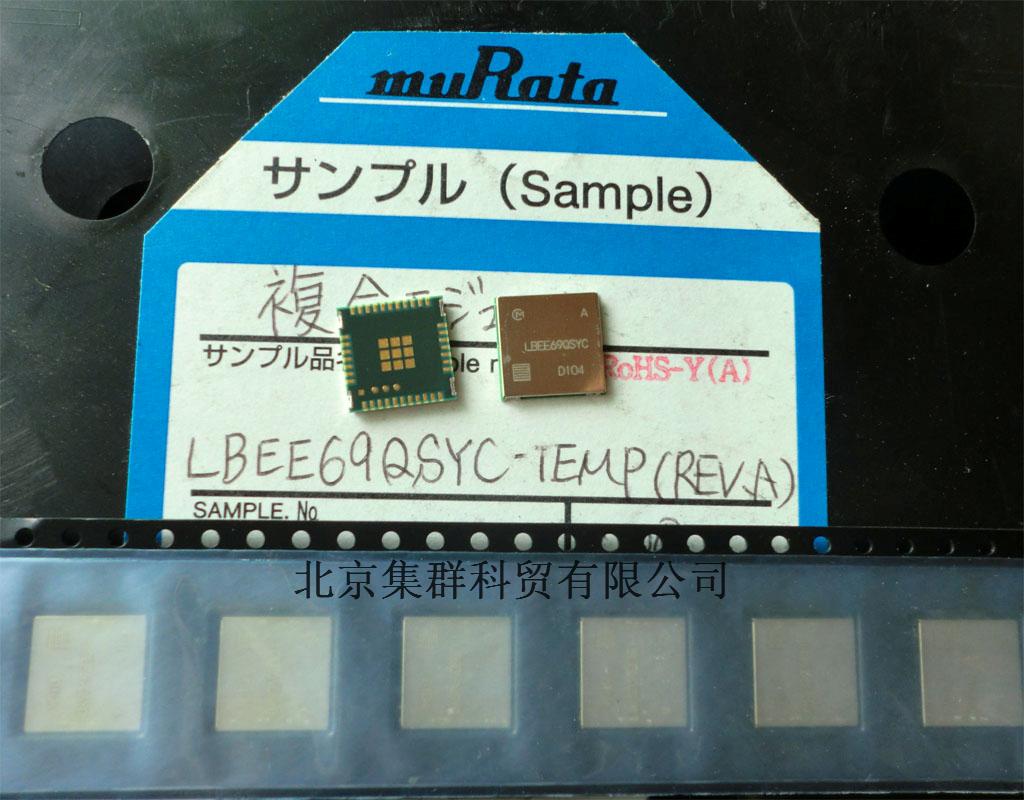 muRata
サンプル (Sample)
複合モジュ
サンプル品
RoHS-Y(A)
A
LBEE69QSYC
D104
LBEE69QSYC-TEMP(REV.A)
SAMPLE. No
北京集群科贸有限公司